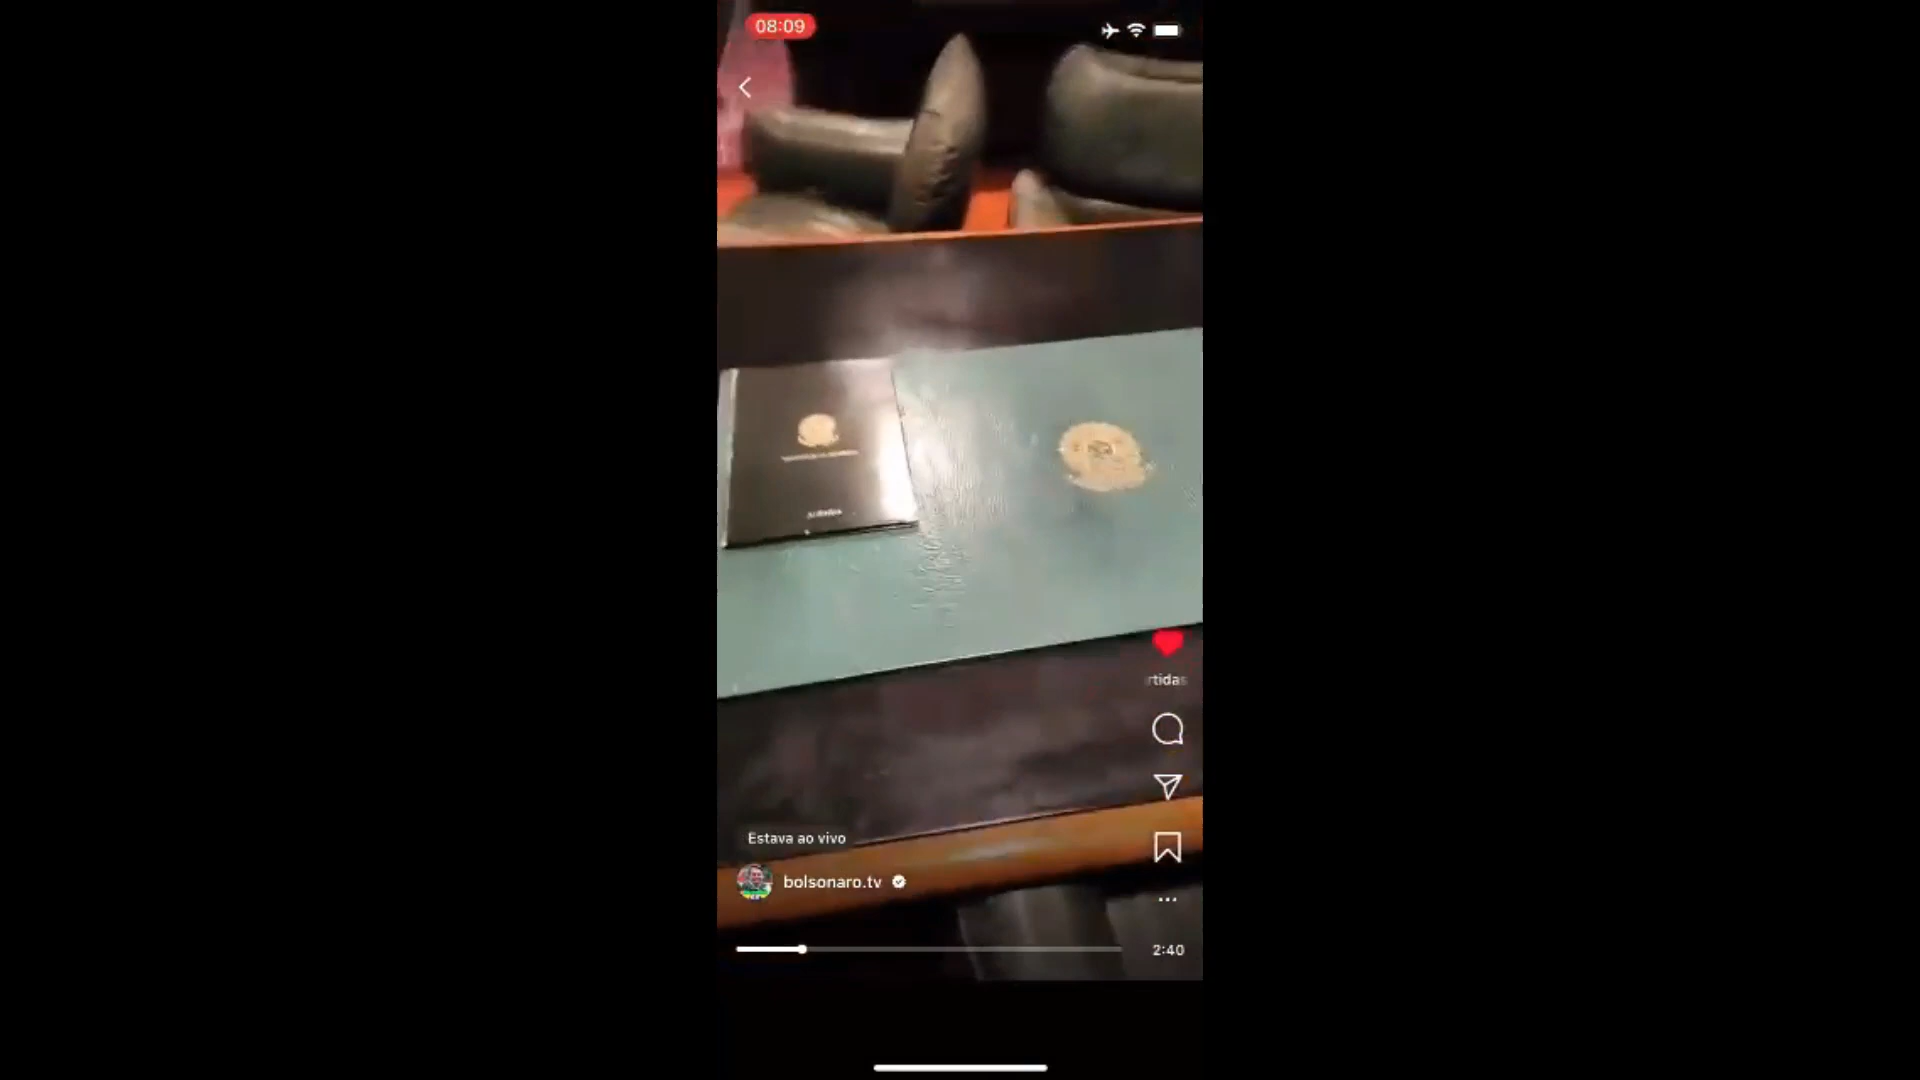 08:09
rtidas
Estava ao vivo
bolsonaro.tv
2:40